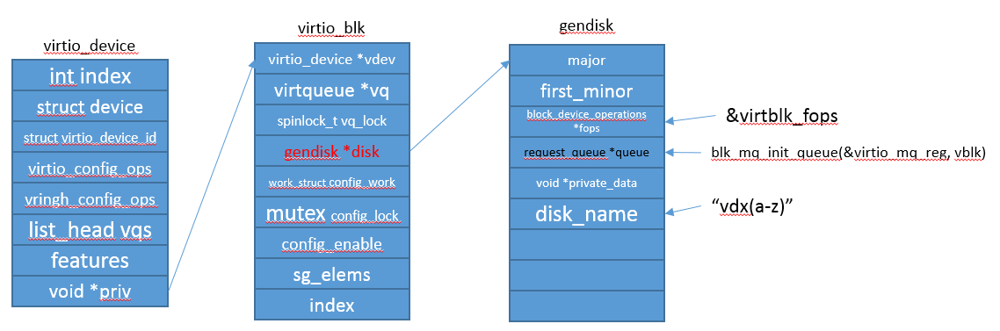 virtio_device
int index
struct device
struct virtio_device_id
virtio_config_ops
vringh_config_ops
list_head vqs
features
void *priv
virtio_blk
virtio_device *vdev
virtqueue *vq
spinlock_t vq_lock
gendisk *disk
work_struct config_work
mutex config_lock
config_enable
sg_elems
index
gendisk
major
first_minor
block_device_operations
*fops
request_queue *queue
void *private_data
disk_name
&virtblk_fops
blk_mq_init_queue(&virtio_mq_reg, vblk)
“vdx(a-z)”